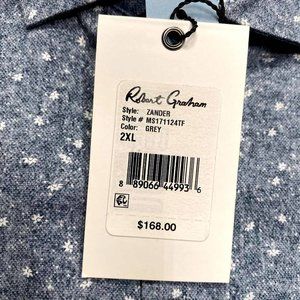 Robert Graham
Style: ZANDER
Style # MS171124TF
Color: GREY
2XL
8 89066 44993 6
$168.00